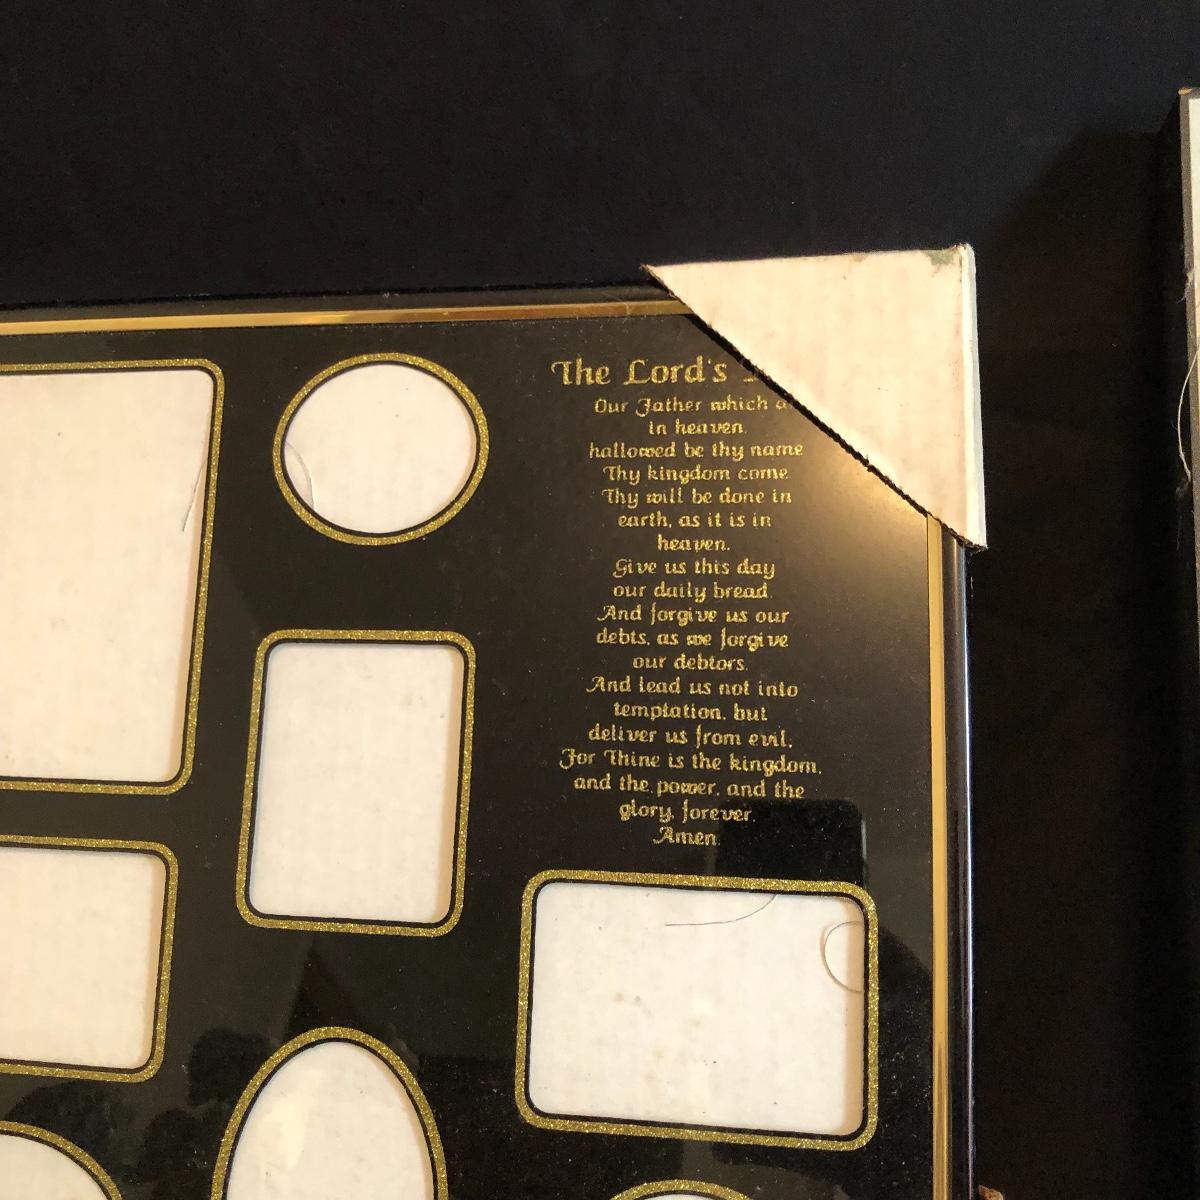 The Lord's
Our Father which
in heaven,
hallowed be thy name
Thy kingdom come.
Thy will be done in
earth, as it is in
heaven.
Give us this day
our daily bread.
And forgive us our
debts, as we forgive
our debtors.
And lead us not into
temptation, but
deliver us from evil,
For Thine is the kingdom,
and the power, and the
glory, forever.
Amen.